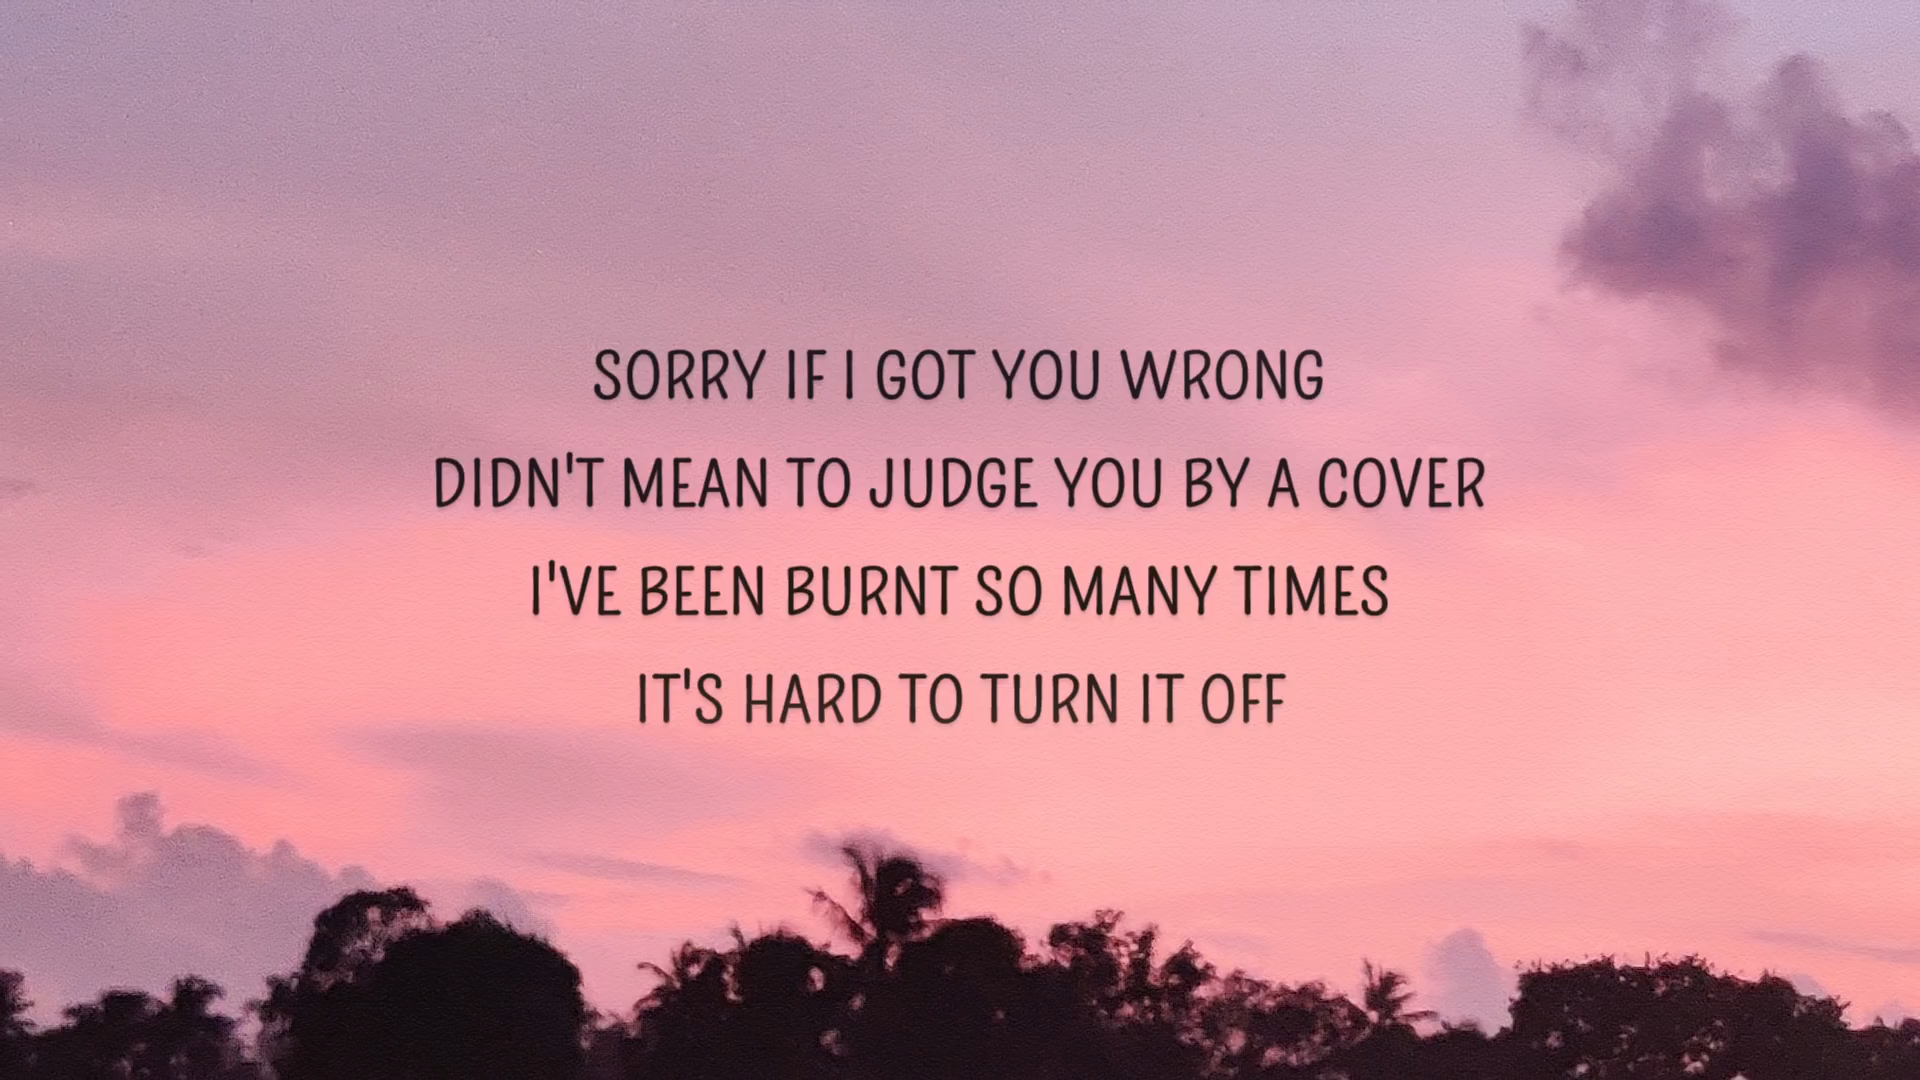 SORRY IF I GOT YOU WRONG
DIDN'T MEAN TO JUDGE YOU BY A COVER
I'VE BEEN BURNT SO MANY TIMES
IT'S HARD TO TURN IT OFF